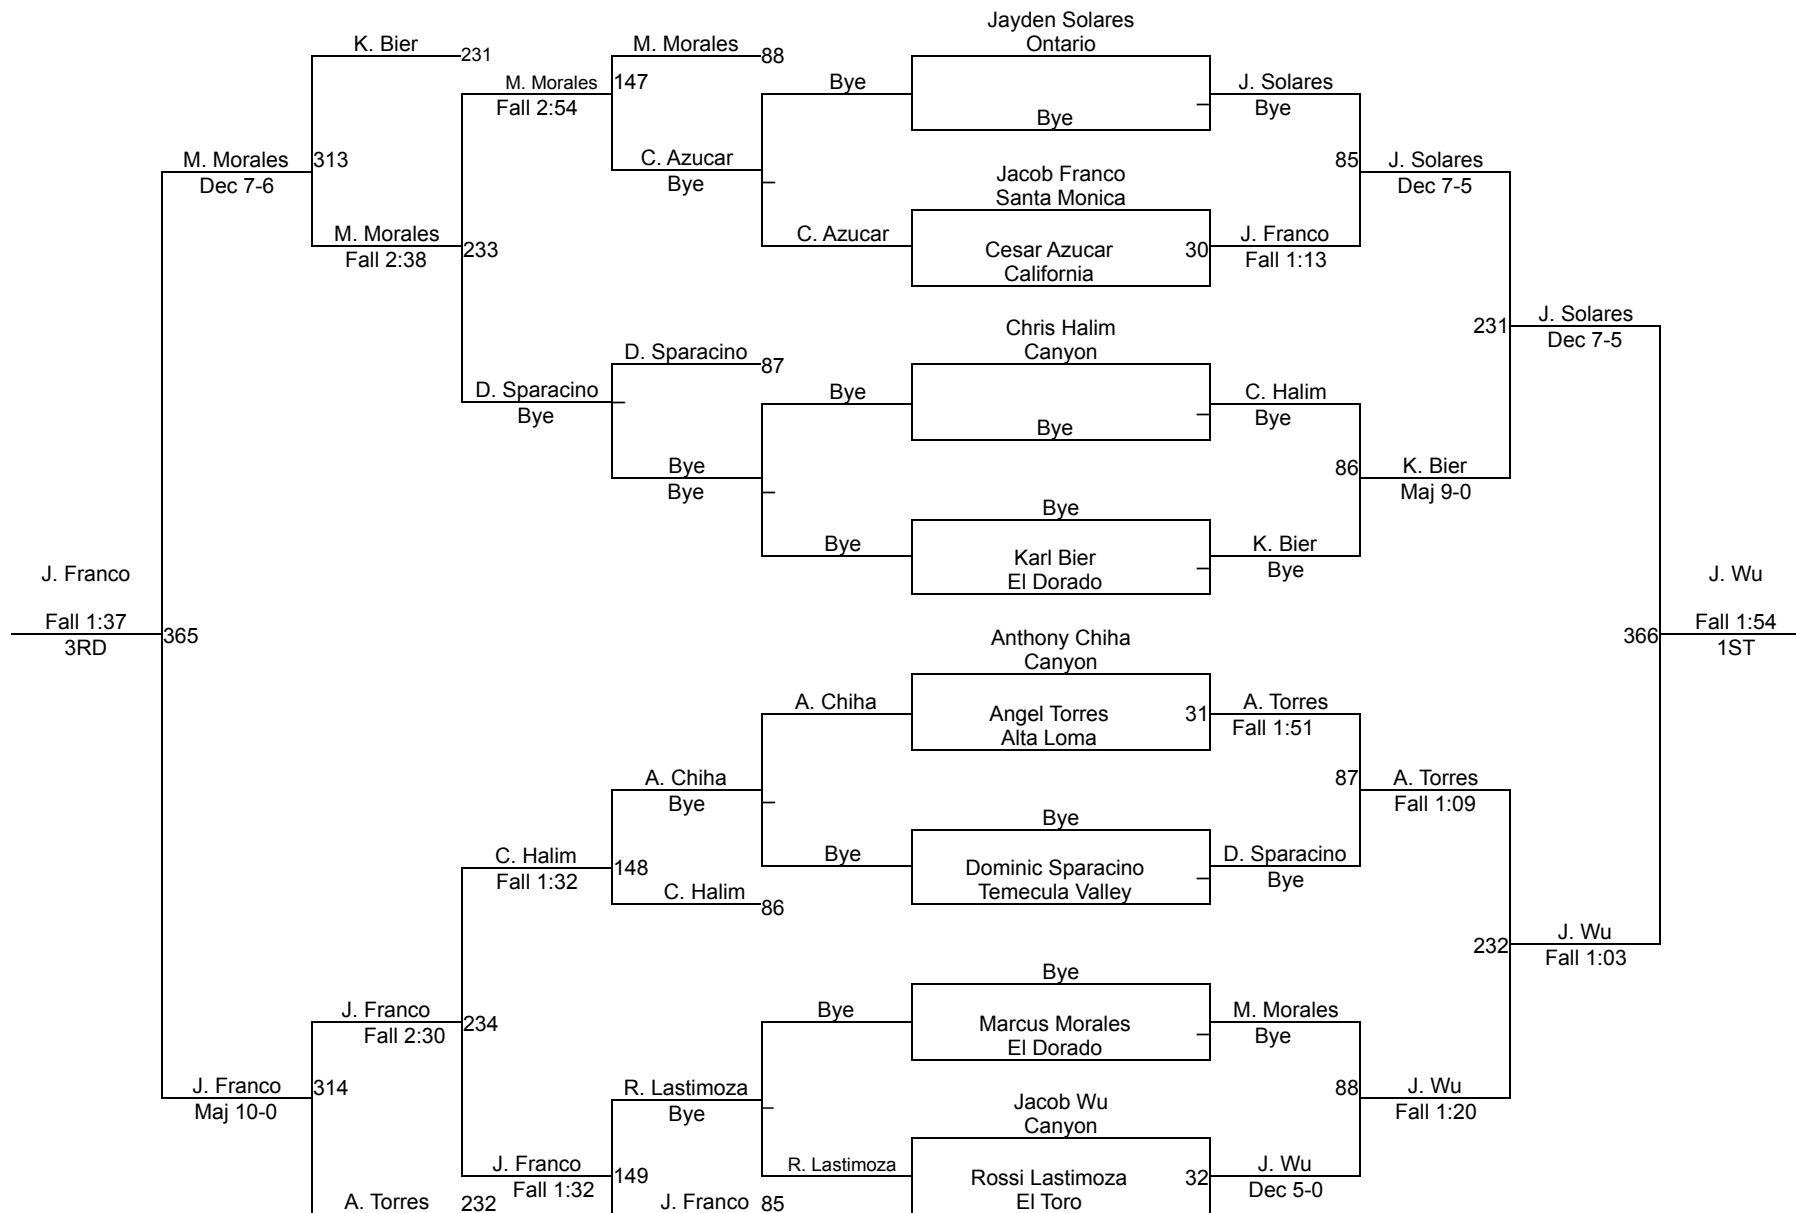 Jayden Solares
K. Bier
M. Morales
Ontario
231
88
M. Morales
147
Bye
J. Solares
Fall 2:54
Bye
Bye
M. Morales
313
C. Azucar
85
J. Solares
Dec 7-6
Bye
Jacob Franco
Dec 7-5
Santa Monica
M. Morales
233
C. Azucar
Cesar Azucar
30
J. Franco
Fall 2:38
California
Fall 1:13
Chris Halim
231
J. Solares
D. Sparacino
87
Canyon
Dec 7-5
D. Sparacino
Bye
C. Halim
Bye
Bye
Bye
Bye
86
K. Bier
Bye
Maj 9-0
Bye
Bye
Karl Bier
K. Bier
El Dorado
Bye
J. Franco
J. Wu
Fall 1:37
365
366
Fall 1:54
3RD
1ST
Anthony Chiha
Canyon
A. Chiha
Angel Torres
31
A. Torres
Alta Loma
Fall 1:51
A. Chiha
87
A. Torres
Bye
Fall 1:09
Bye
C. Halim
148
Bye
Dominic Sparacino
D. Sparacino
Fall 1:32
Temecula Valley
Bye
C. Halim
86
232
J. Wu
Fall 1:03
Bye
J. Franco
234
Bye
Marcus Morales
M. Morales
Fall 2:30
El Dorado
Bye
J. Franco
314
R. Lastimoza
88
J. Wu
Maj 10-0
Bye
Jacob Wu
Fall 1:20
Canyon
J. Franco
149
R. Lastimoza
Rossi Lastimoza
32
J. Wu
Fall 1:32
El Toro
Dec 5-0
A. Torres
232
J. Franco
85